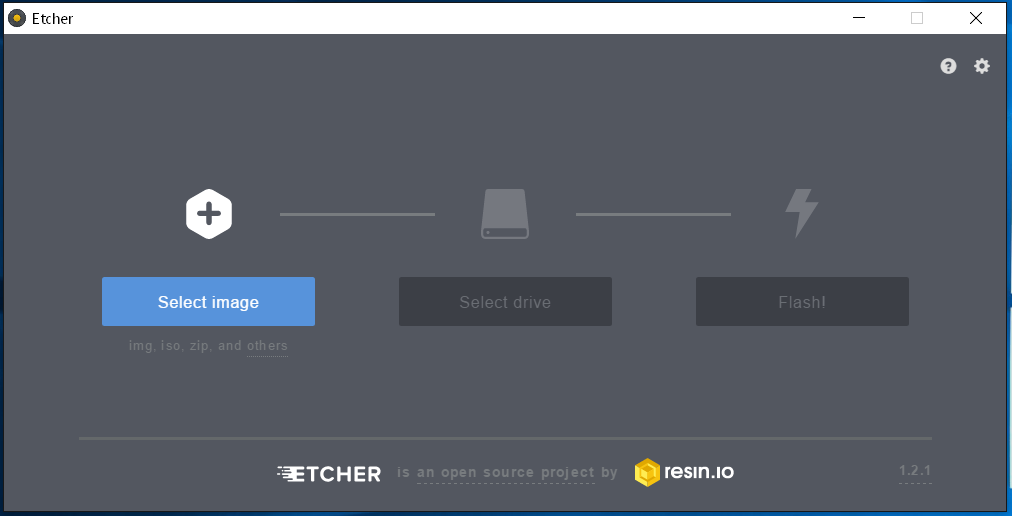 Etcher
Select image
Select drive
Flash!
img, iso, zip, and others
ETCHER is an open source project by resin.io
1.2.1